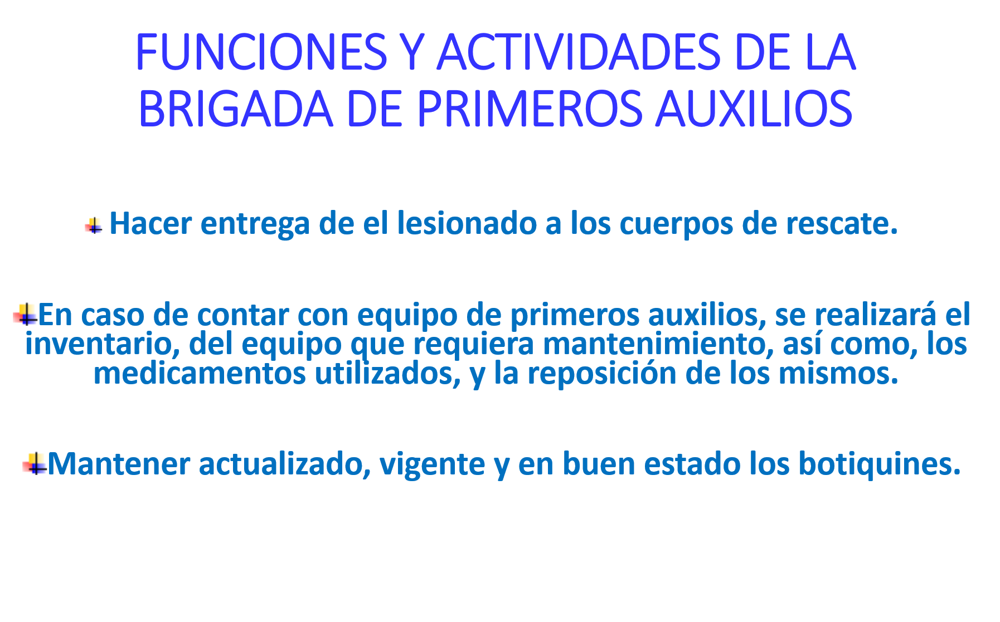 FUNCIONES Y ACTIVIDADES DE LA
BRIGADA DE PRIMEROS AUXILIOS
Hacer entrega de el lesionado a los cuerpos de rescate.
En caso de contar con equipo de primeros auxilios, se realizará el
inventario, del equipo que requiera mantenimiento, así como, los
medicamentos utilizados, y la reposición de los mismos.
Mantener actualizado, vigente y en buen estado los botiquines.